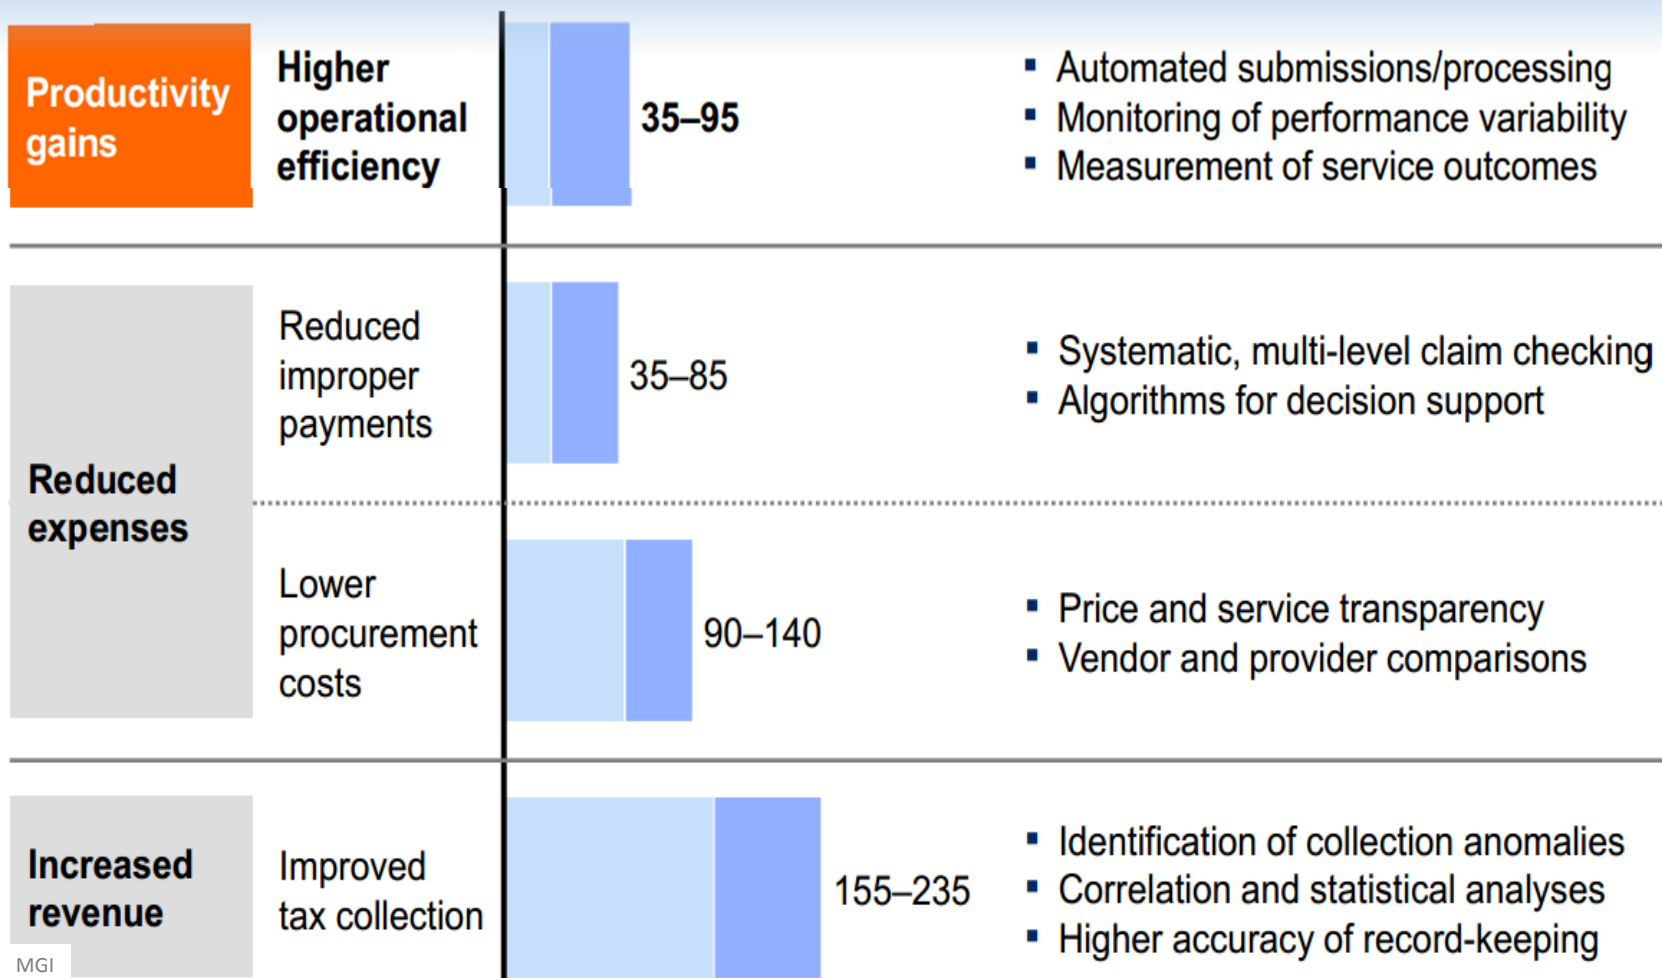 Productivity
gains
Higher
operational
efficiency
35–95
Automated submissions/processing
Monitoring of performance variability
Measurement of service outcomes
Reduced
expenses
Reduced
improper
payments
35–85
Systematic, multi-level claim checking
Algorithms for decision support
Lower
procurement
costs
90–140
Price and service transparency
Vendor and provider comparisons
Increased
revenue
Improved
tax collection
155–235
Identification of collection anomalies
Correlation and statistical analyses
Higher accuracy of record-keeping
MGI